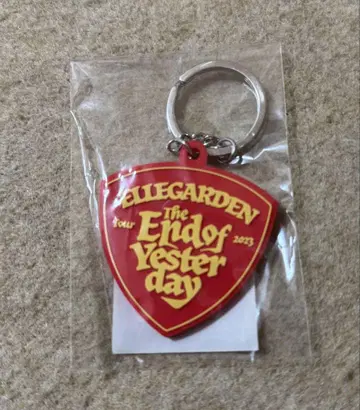 ELLEGARDEN
Tour The 2023
End of
Yester
day